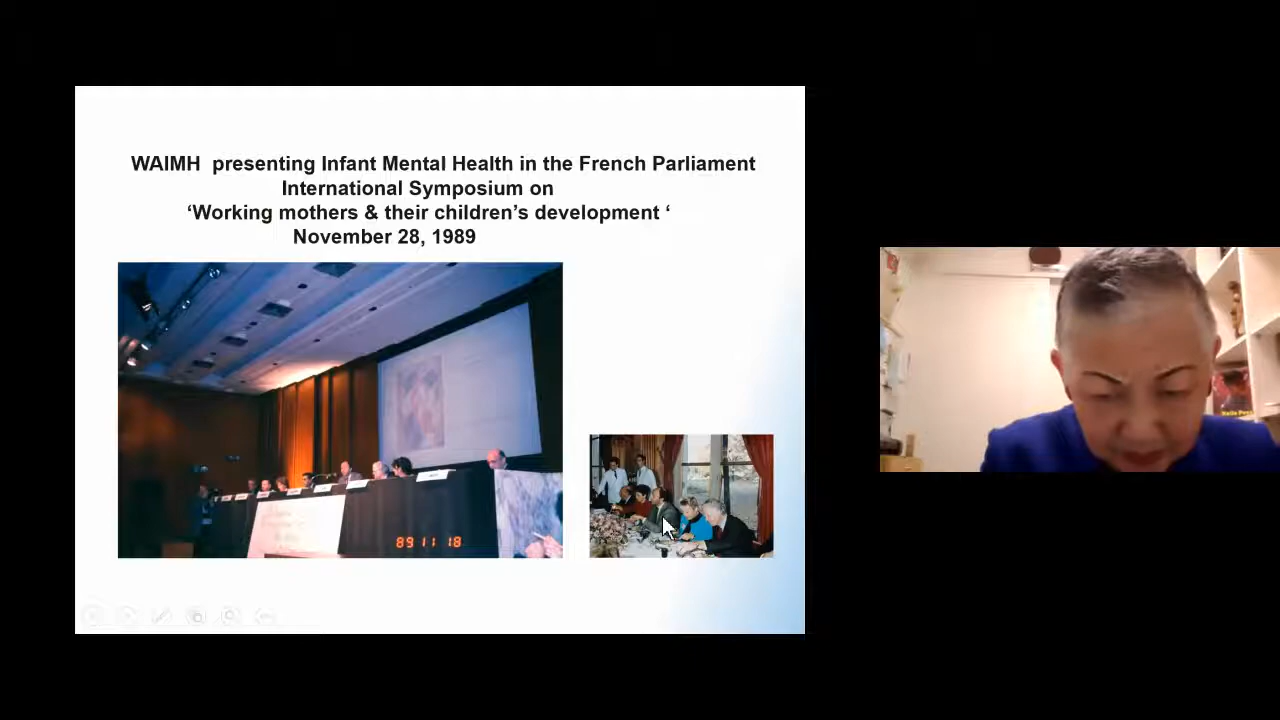 WAIMH presenting Infant Mental Health in the French Parliament
International Symposium on
‘Working mothers & their children’s development ‘
November 28, 1989
89 11 18